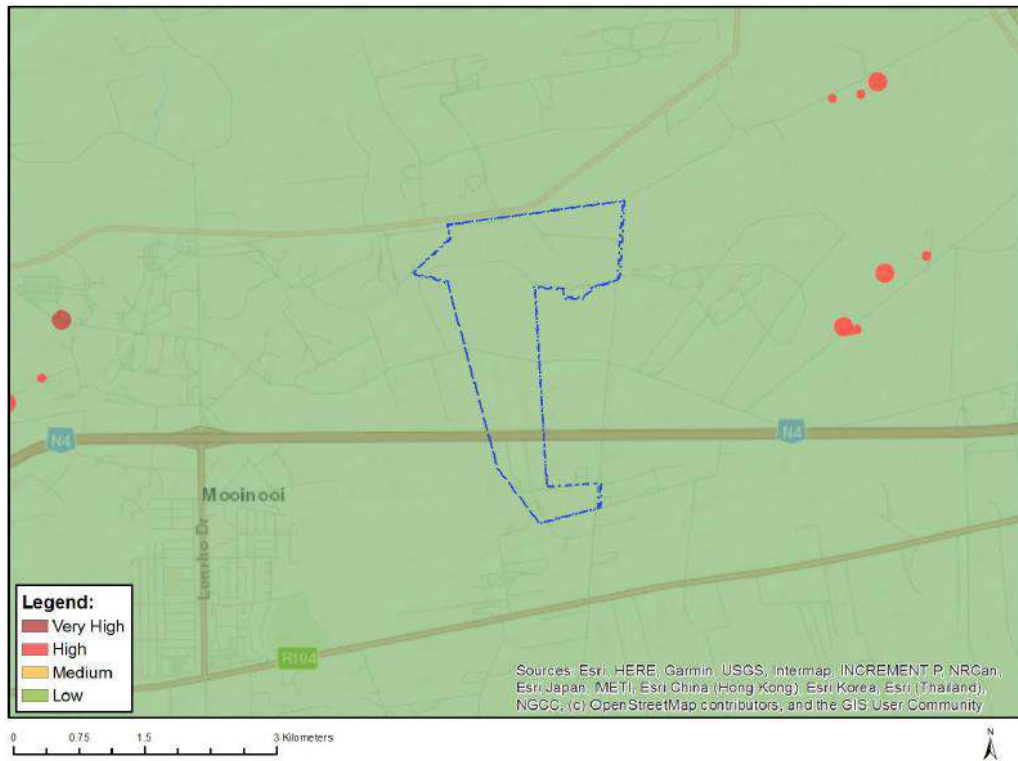 N4
N4
Mooinooi
Lonrho Dr
R104
Legend:
Very High
High
Medium
Low
Sources: Esri, HERE, Garmin, USGS, Intermap, INCREMENT P, NRCan,
Esri Japan, METI, Esri China (Hong Kong), Esri Korea, Esri (Thailand),
NGCC, (c) OpenStreetMap contributors, and the GIS User Community
0 0.75 1.5 3 Kilometers
N